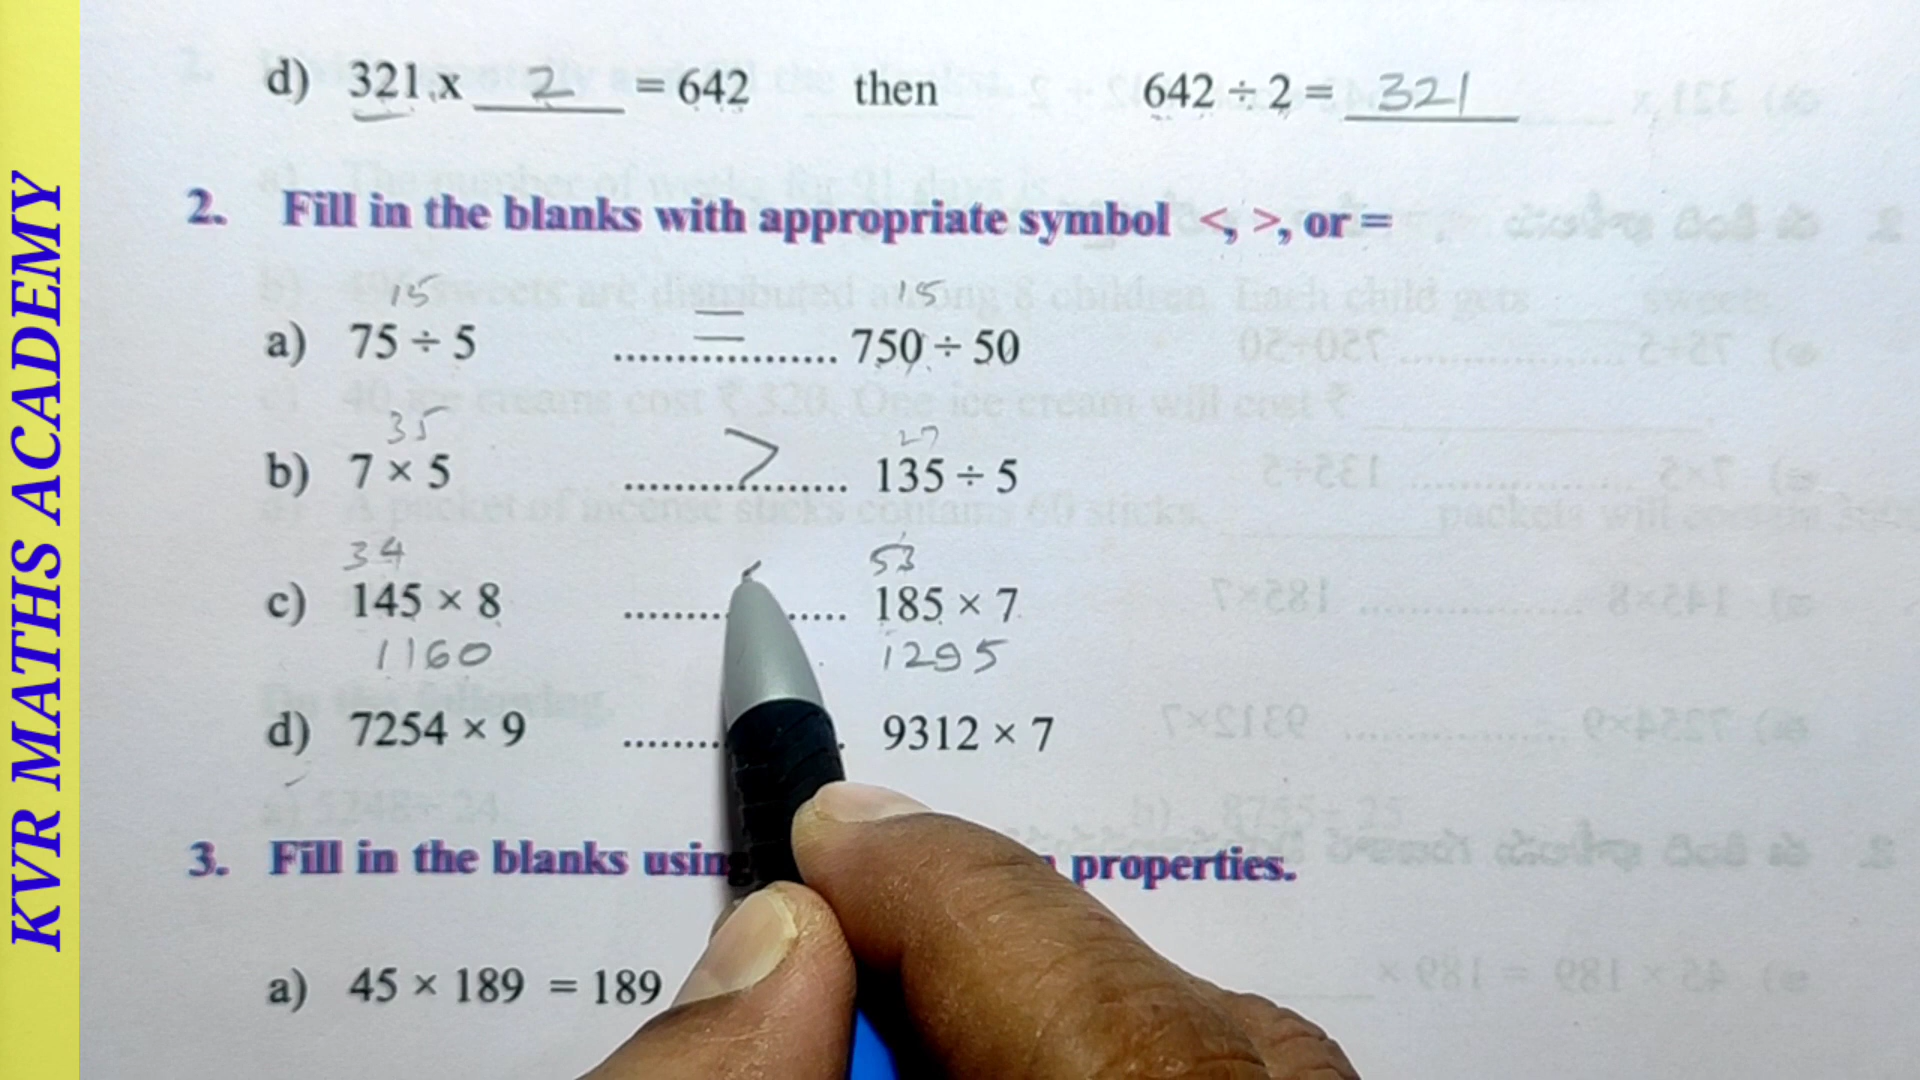 KVR MATHS ACADEMY
d) 321 x 2 = 642 then 642 ÷ 2 = 321
2. Fill in the blanks with appropriate symbol <, >, or =
15 15
a) 75 ÷ 5 ......= ...... 750 ÷ 50
35 27
b) 7 × 5 ......>...... 135 ÷ 5
34 53
c) 145 × 8 ............ 185 × 7
1160 1295
d) 7254 × 9 ............ 9312 × 7
3. Fill in the blanks using properties.
a) 45 × 189 = 189